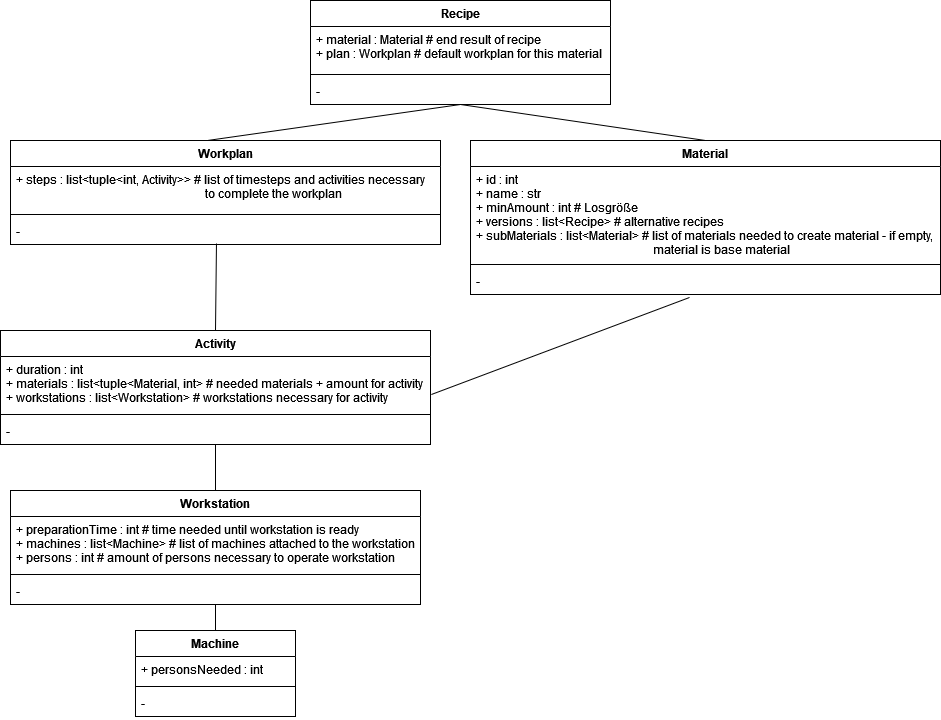 Recipe
+ material : Material # end result of recipe
+ plan : Workplan # default workplan for this material
-
Workplan
+ steps : list<tuple<int, Activity>> # list of timesteps and activities necessary
to complete the workplan
-
Material
+ id : int
+ name : str
+ minAmount : int # Losgröße
+ versions : list<Recipe> # alternative recipes
+ subMaterials : list<Material> # list of materials needed to create material - if empty,
material is base material
-
Activity
+ duration : int
+ materials : list<tuple<Material, int> # needed materials + amount for activity
+ workstations : list<Workstation> # workstations necessary for activity
-
Workstation
+ preparationTime : int # time needed until workstation is ready
+ machines : list<Machine> # list of machines attached to the workstation
+ persons : int # amount of persons necessary to operate workstation
-
Machine
+ personsNeeded : int
-